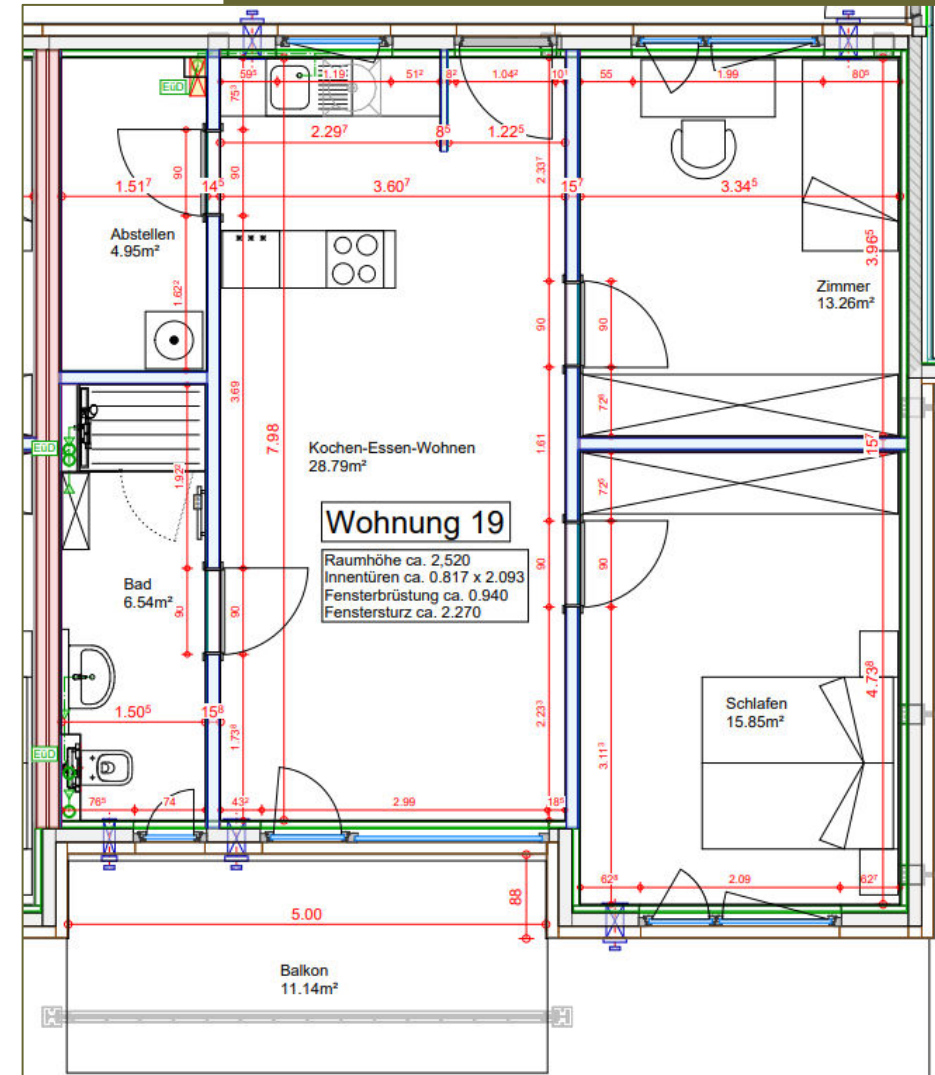 59⁵
1.19
51²
8²
1.04²
10¹
55
1.99
80⁵
EüD
75³
2.29⁷
8⁵
1.22⁵
2.33⁷
90
90
1.51⁷
14⁵
3.60⁷
15⁷
3.34⁵
Abstellen
4.95m²
3.96⁵
Zimmer
13.26m²
1.62²
90
90
3.69
72⁶
7.98
Kochen-Essen-Wohnen
28.79m²
1.61
15⁷
EüD
1.92²
72⁵
Wohnung 19
Raumhöhe ca. 2,520
Innentüren ca. 0.817 x 2.093
Fensterbrüstung ca. 0.940
Fenstersturz ca. 2.270
90
90
Bad
6.54m²
90
90
4.73⁸
Schlafen
15.85m²
1.50⁵
15⁸
2.23³
1.73⁸
3.11³
EüD
76⁵
74
43²
2.99
18⁵
62⁸
2.09
62⁷
88
5.00
Balkon
11.14m²